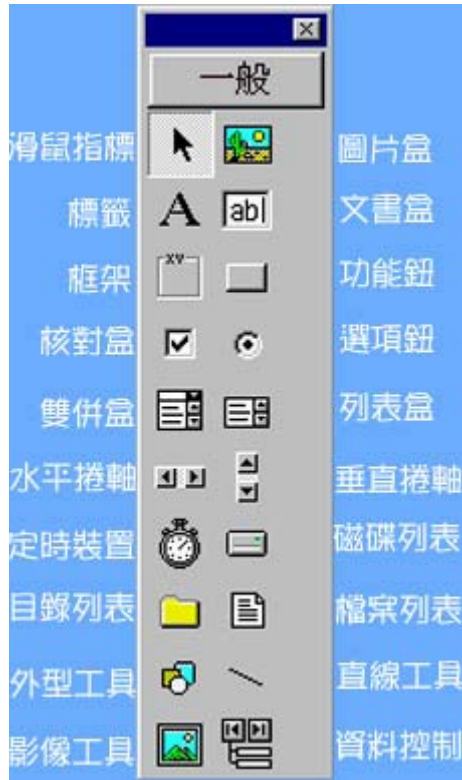 一般
滑鼠指標 圖片盒
標籤 A ab 文書盒
框架 XY 功能鈕
核對盒 選項鈕
雙併盒 列表盒
水平捲軸 垂直捲軸
定時裝置 磁碟列表
目錄列表 檔案列表
外型工具 直線工具
影像工具 資料控制